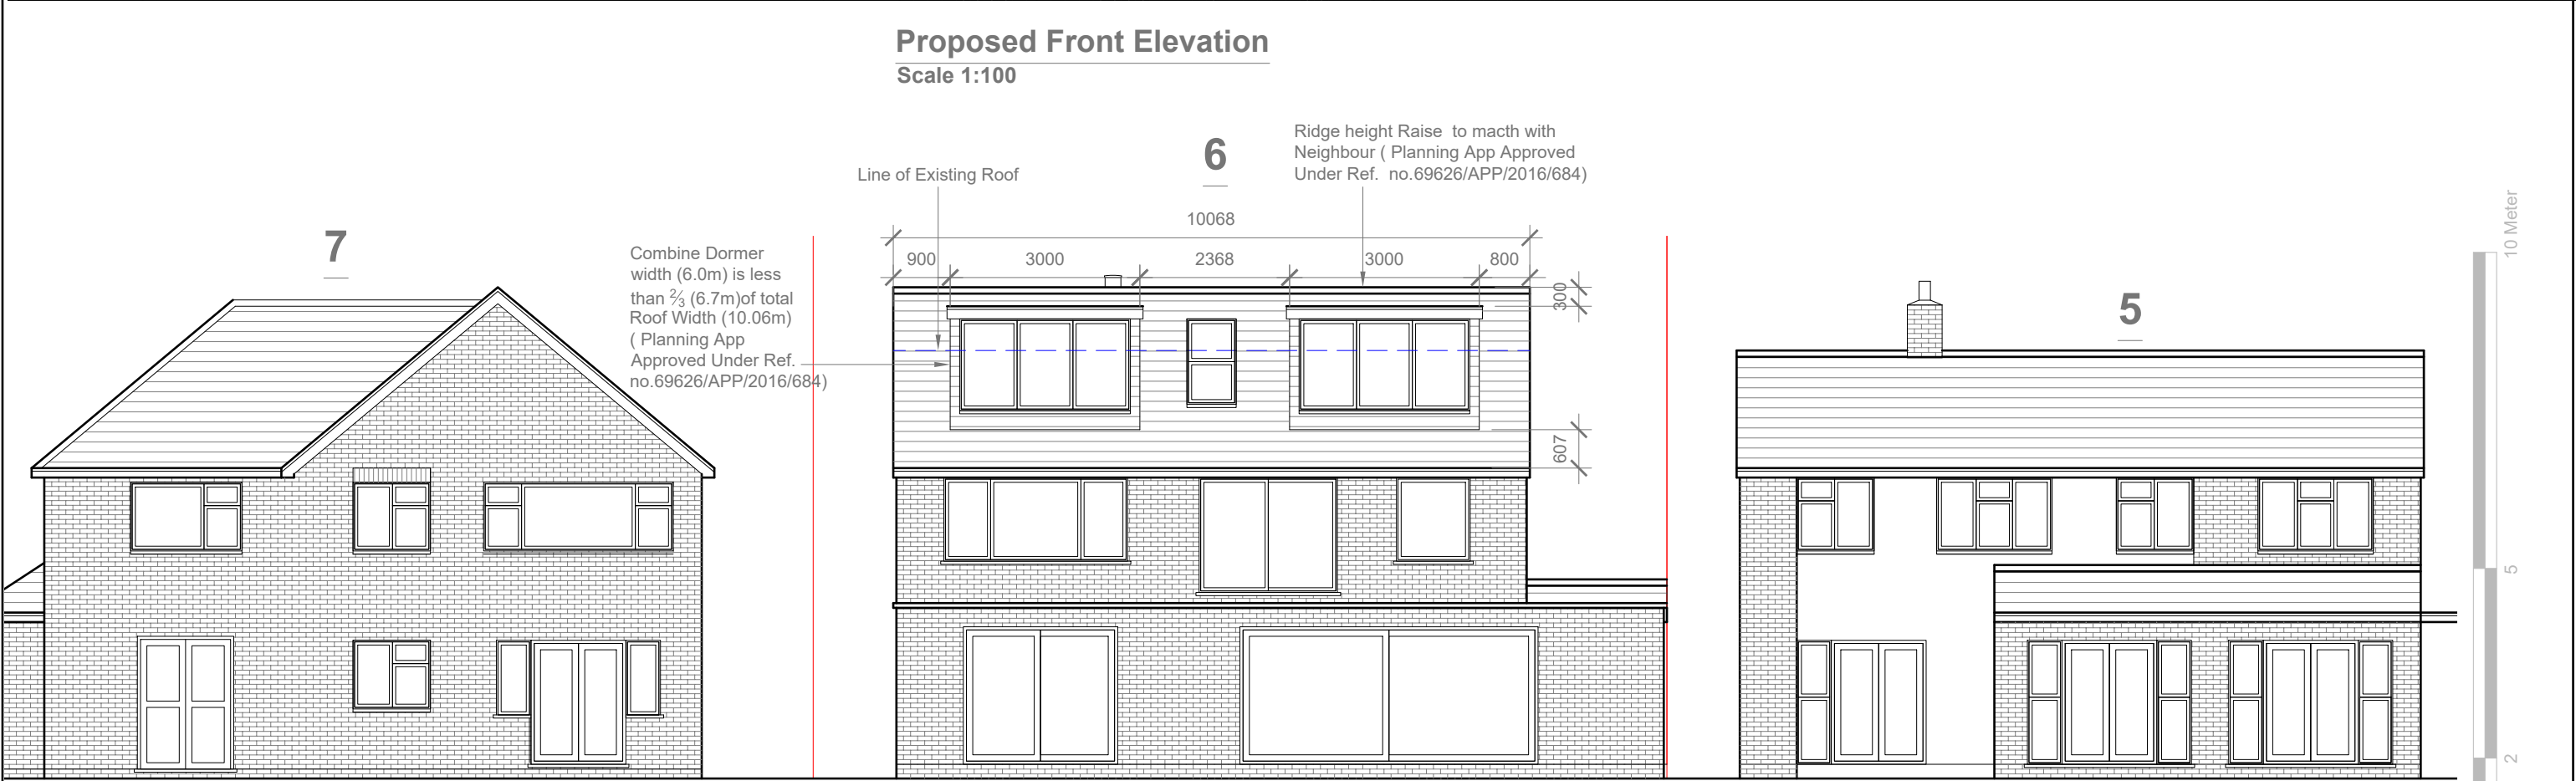 Proposed Front Elevation
Scale 1:100
7
Combine Dormer
width (6.0m) is less
than 2⁄3 (6.7m)of total
Roof Width (10.06m)
( Planning App
Approved Under Ref.
no.69626/APP/2016/684)
Line of Existing Roof
6
Ridge height Raise to macth with
Neighbour ( Planning App Approved
Under Ref. no.69626/APP/2016/684)
10068
900
3000
2368
3000
800
300
607
5
10 Meter
5
2